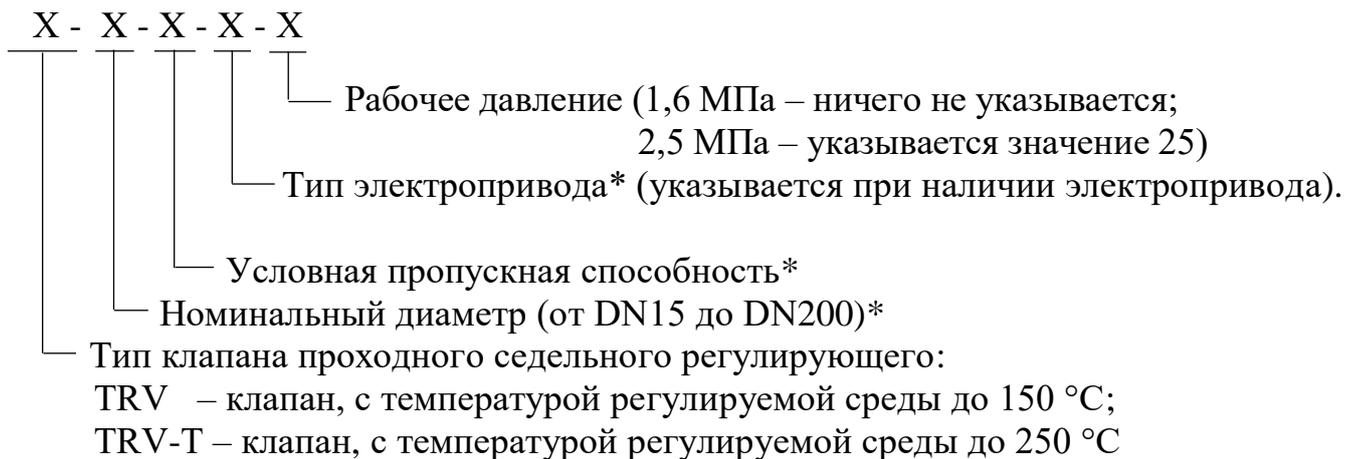 X - X - X - X - X
Рабочее давление (1,6 МПа – ничего не указывается;
2,5 МПа – указывается значение 25)
Тип электропривода* (указывается при наличии электропривода).
Условная пропускная способность*
Номинальный диаметр (от DN15 до DN200)*
Тип клапана проходного седельного регулирующего:
TRV – клапан, с температурой регулируемой среды до 150 °С;
TRV-T – клапан, с температурой регулируемой среды до 250 °С